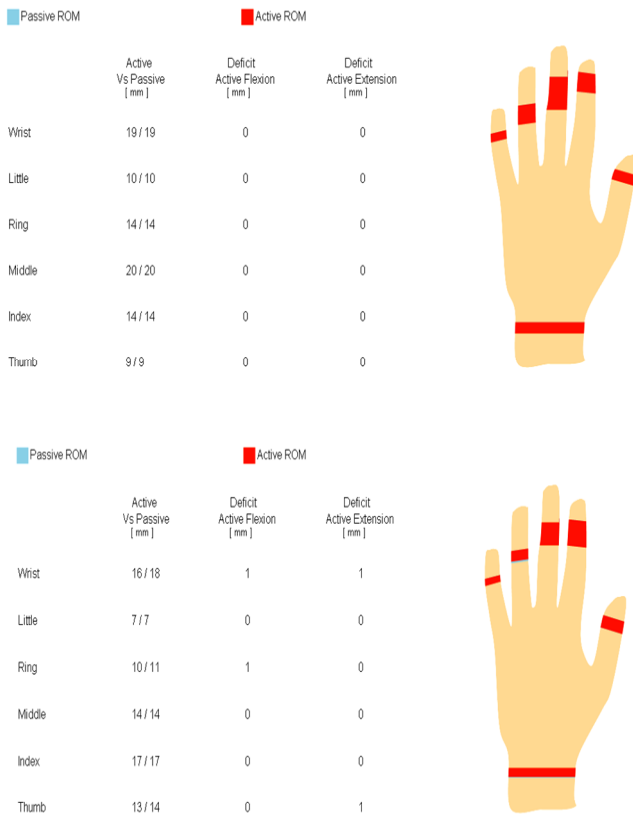 Passive ROM Active ROM
Active Deficit Deficit
Vs Passive Active Flexion Active Extension
[ mm ] [ mm ] [ mm ]
Wrist 19 / 19 0 0
Little 10 / 10 0 0
Ring 14 / 14 0 0
Middle 20 / 20 0 0
Index 14 / 14 0 0
Thumb 9 / 9 0 0
Passive ROM Active ROM
Active Deficit Deficit
Vs Passive Active Flexion Active Extension
[ mm ] [ mm ] [ mm ]
Wrist 16 / 18 1 1
Little 7 / 7 0 0
Ring 10 / 11 1 0
Middle 14 / 14 0 0
Index 17 / 17 0 0
Thumb 13 / 14 0 1